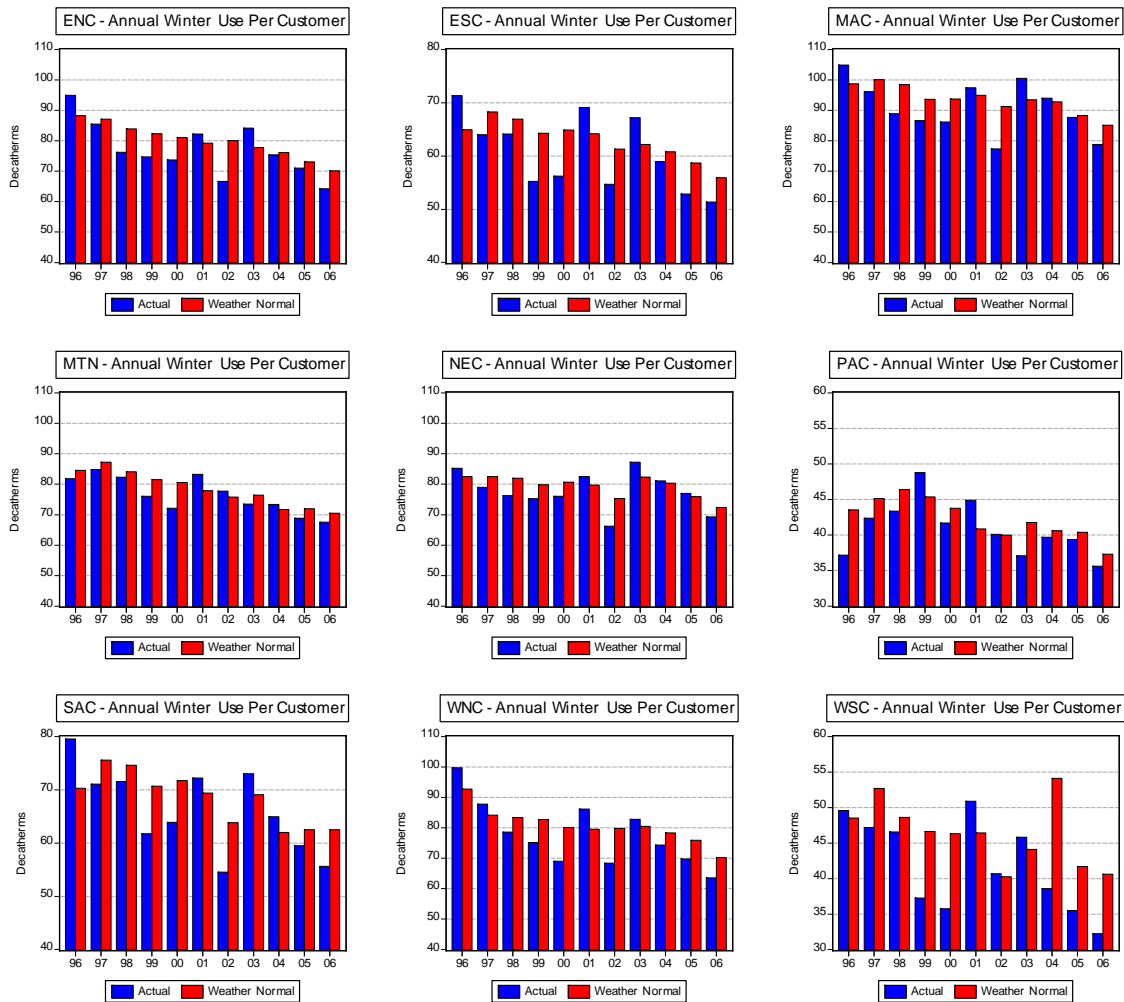 ENC - Annual Winter Use Per Customer
110
100
90
80
70
60
50
40
Decatherms
96 97 98 99 00 01 02 03 04 05 06
Actual Weather Normal
ESC - Annual Winter Use Per Customer
80
70
60
50
40
Decatherms
96 97 98 99 00 01 02 03 04 05 06
Actual Weather Normal
MAC - Annual Winter Use Per Customer
110
100
90
80
70
60
50
40
Decatherms
96 97 98 99 00 01 02 03 04 05 06
Actual Weather Normal
MTN - Annual Winter Use Per Customer
110
100
90
80
70
60
50
40
Decatherms
96 97 98 99 00 01 02 03 04 05 06
Actual Weather Normal
NEC - Annual Winter Use Per Customer
110
100
90
80
70
60
50
40
Decatherms
96 97 98 99 00 01 02 03 04 05 06
Actual Weather Normal
PAC - Annual Winter Use Per Customer
60
55
50
45
40
35
30
Decatherms
96 97 98 99 00 01 02 03 04 05 06
Actual Weather Normal
SAC - Annual Winter Use Per Customer
80
70
60
50
40
Decatherms
96 97 98 99 00 01 02 03 04 05 06
Actual Weather Normal
WNC - Annual Winter Use Per Customer
110
100
90
80
70
60
50
40
Decatherms
96 97 98 99 00 01 02 03 04 05 06
Actual Weather Normal
WSC - Annual Winter Use Per Customer
60
55
50
45
40
35
30
Decatherms
96 97 98 99 00 01 02 03 04 05 06
Actual Weather Normal